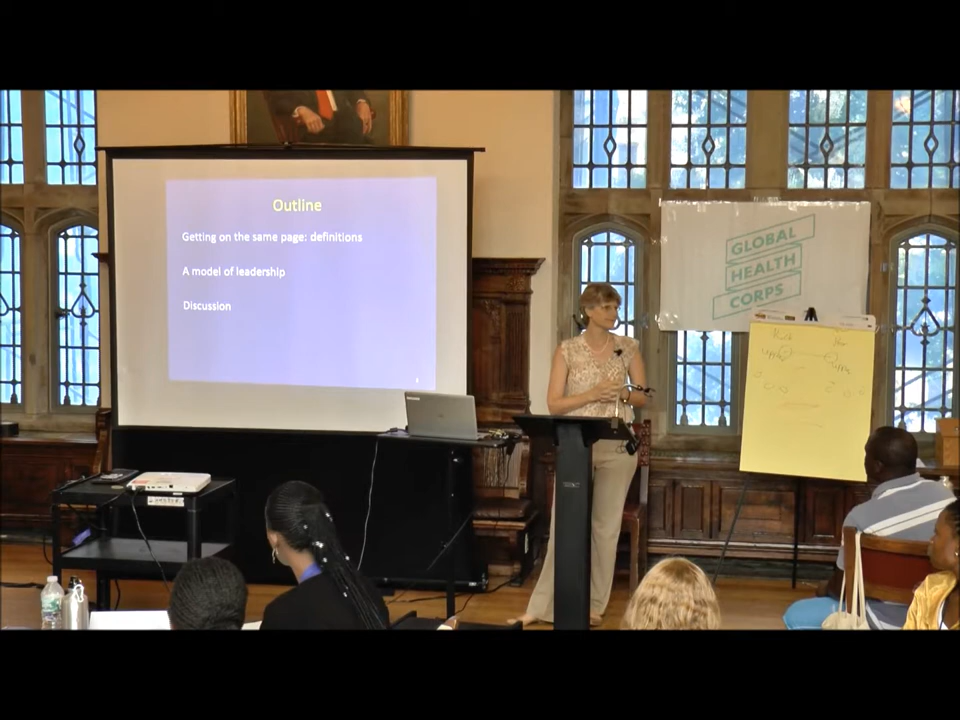 Outline
Getting on the same page: definitions
A model of leadership
Discussion
GLOBAL
HEALTH
CORPS